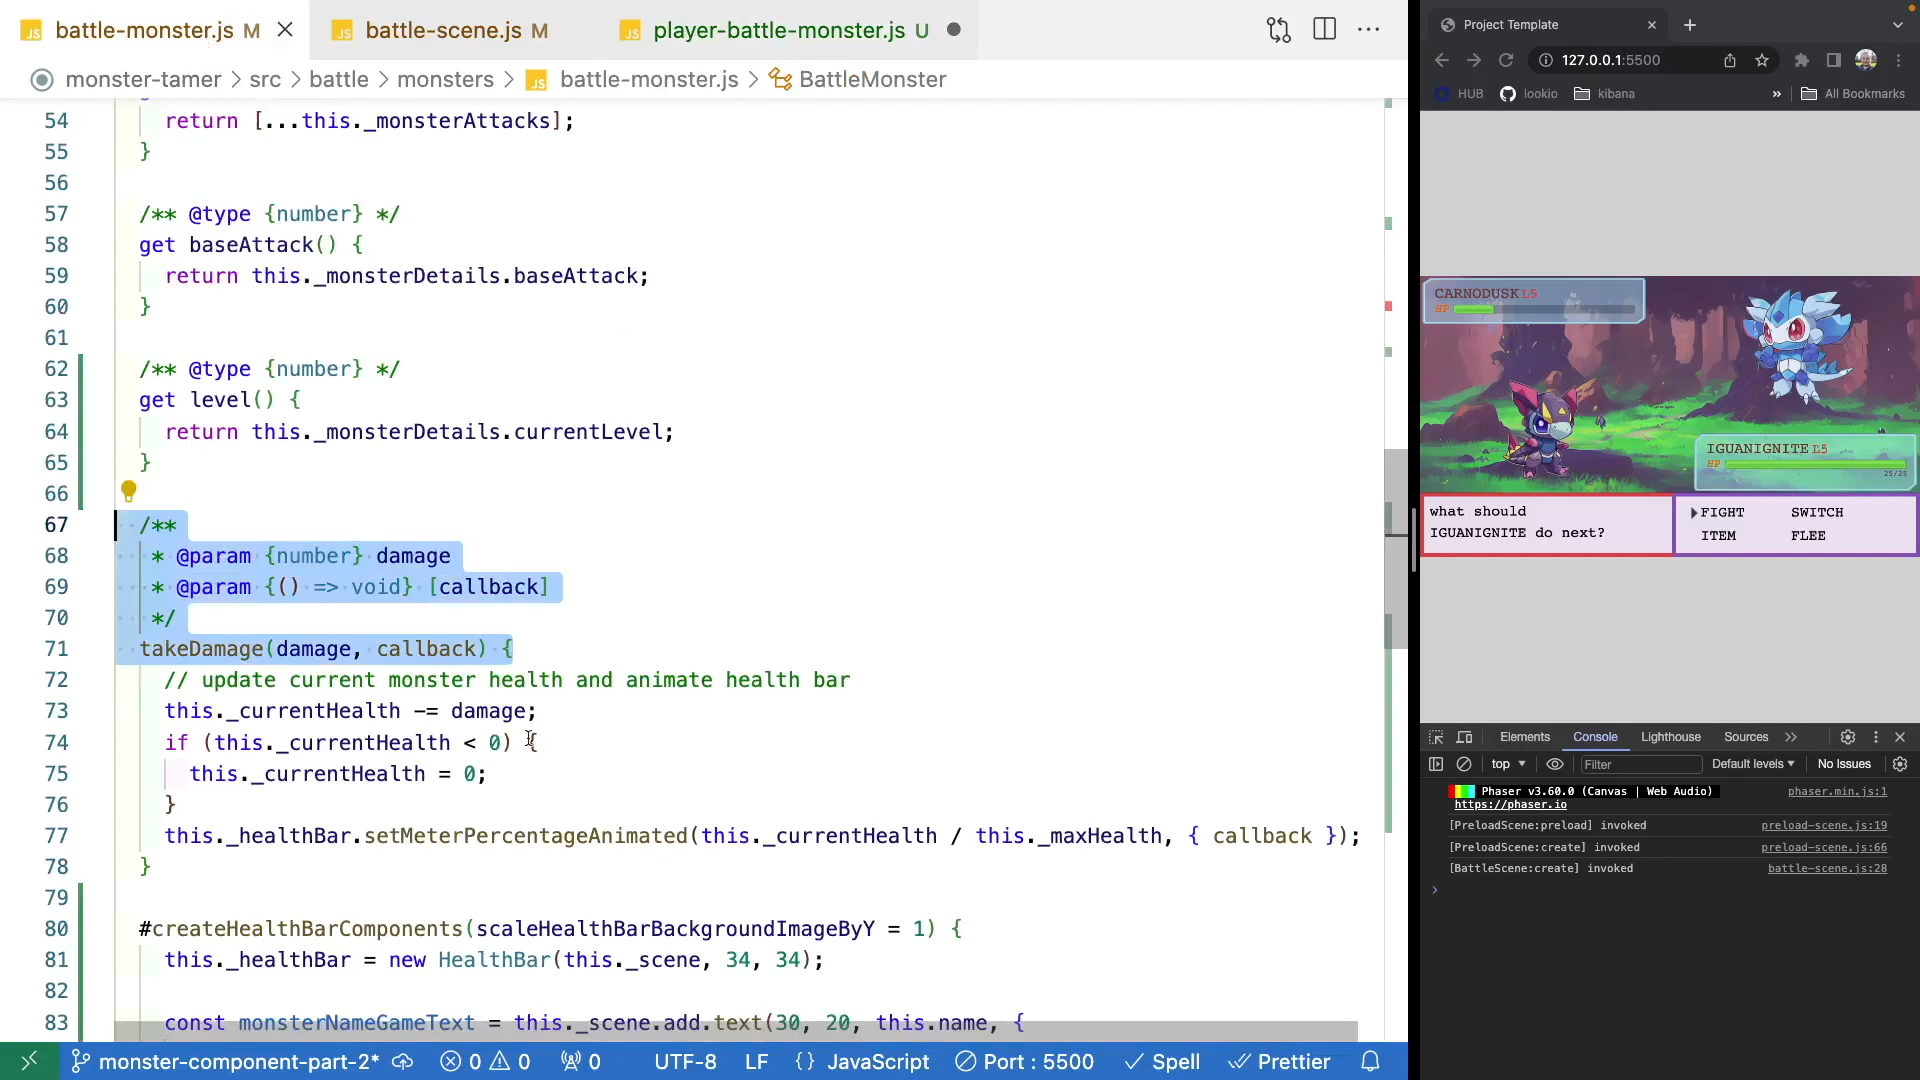 battle-monster.js M
battle-scene.js M
player-battle-monster.js U
monster-tamer > src > battle > monsters > JS battle-monster.js > BattleMonster
54 return [...this._monsterAttacks];
55 }
56
57 /** @type {number} */
58 get baseAttack() {
59 return this._monsterDetails.baseAttack;
60 }
61
62 /** @type {number} */
63 get level() {
64 return this._monsterDetails.currentLevel;
65 }
66
67 /**
68 * @param {number} damage
69 * @param {() => void} [callback]
70 */
71 takeDamage(damage, callback) {
72 // update current monster health and animate health bar
73 this._currentHealth -= damage;
74 if (this._currentHealth < 0) {
75 this._currentHealth = 0;
76 }
77 this._healthBar.setMeterPercentageAnimated(this._currentHealth / this._maxHealth, { callback });
78 }
79
80 #createHealthBarComponents(scaleHealthBarBackgroundImageByY = 1) {
81 this._healthBar = new HealthBar(this._scene, 34, 34);
82
83 const monsterNameGameText = this._scene.add.text(30, 20, this.name, {
monster-component-part-2* 0 0 0 UTF-8 LF {} JavaScript Port : 5500 Spell Prettier
Project Template
127.0.0.1:5500
HUB lookio kibana » All Bookmarks
CARNODUSK L5
HP
IGUANIGNITE L5
HP
25/25
what should
IGUANIGNITE do next?
FIGHT SWITCH
ITEM FLEE
Elements Console Lighthouse Sources »
top Filter Default levels No Issues
Phaser v3.60.0 (Canvas | Web Audio) phaser.min.js:1
https://phaser.io
[PreloadScene:preload] invoked preload-scene.js:19
[PreloadScene:create] invoked preload-scene.js:66
[BattleScene:create] invoked battle-scene.js:28